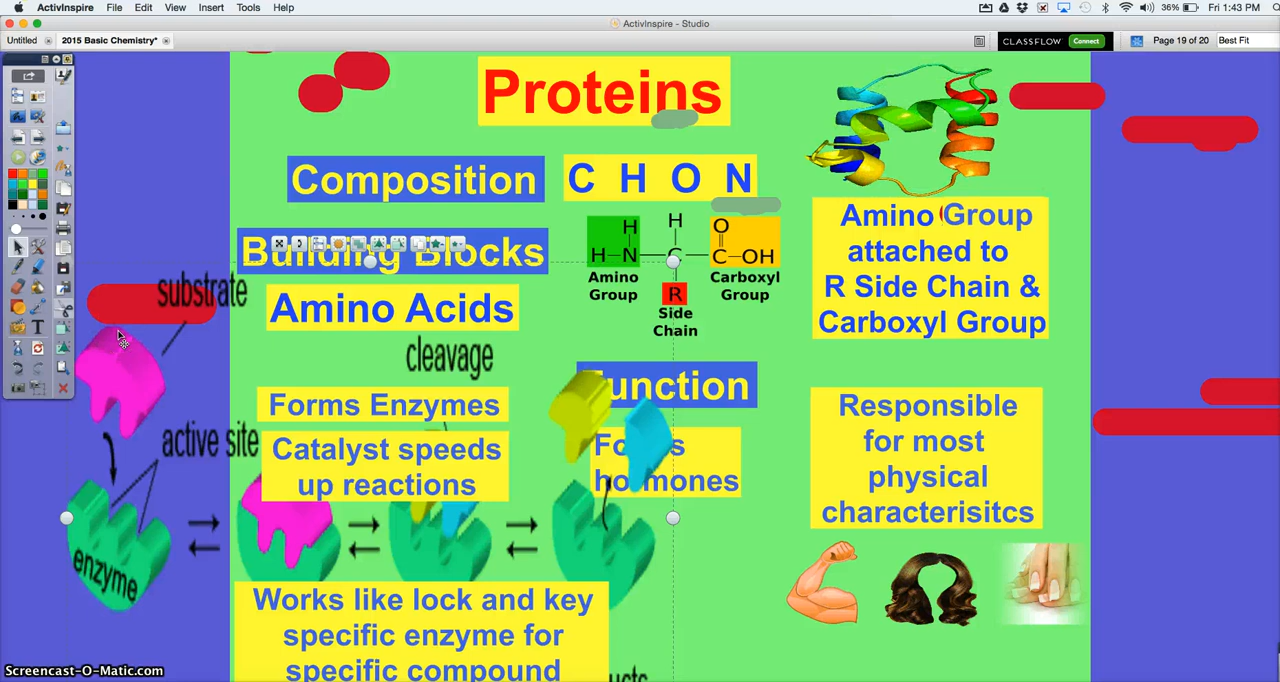 ActivInspire File Edit View Insert Tools Help
36% Fri 1:43 PM
ActivInspire - Studio
Untitled
2015 Basic Chemistry*
CLASSFLOW Connect
Page 19 of 20
Best Fit
Proteins
Composition
C H O N
Building Blocks
Amino Acids
H
H-N
Amino
Group
H
C
R
Side
Chain
O
C-OH
Carboxyl
Group
Amino (Group
attached to
R Side Chain &
Carboxyl Group
substrate
cleavage
active site
enzyme
Forms Enzymes
Catalyst speeds
up reactions
Function
hormones
Responsible
for most
physical
characterisitcs
Works like lock and key
specific enzyme for
specific compound
T
Screencast-O-Matic.com